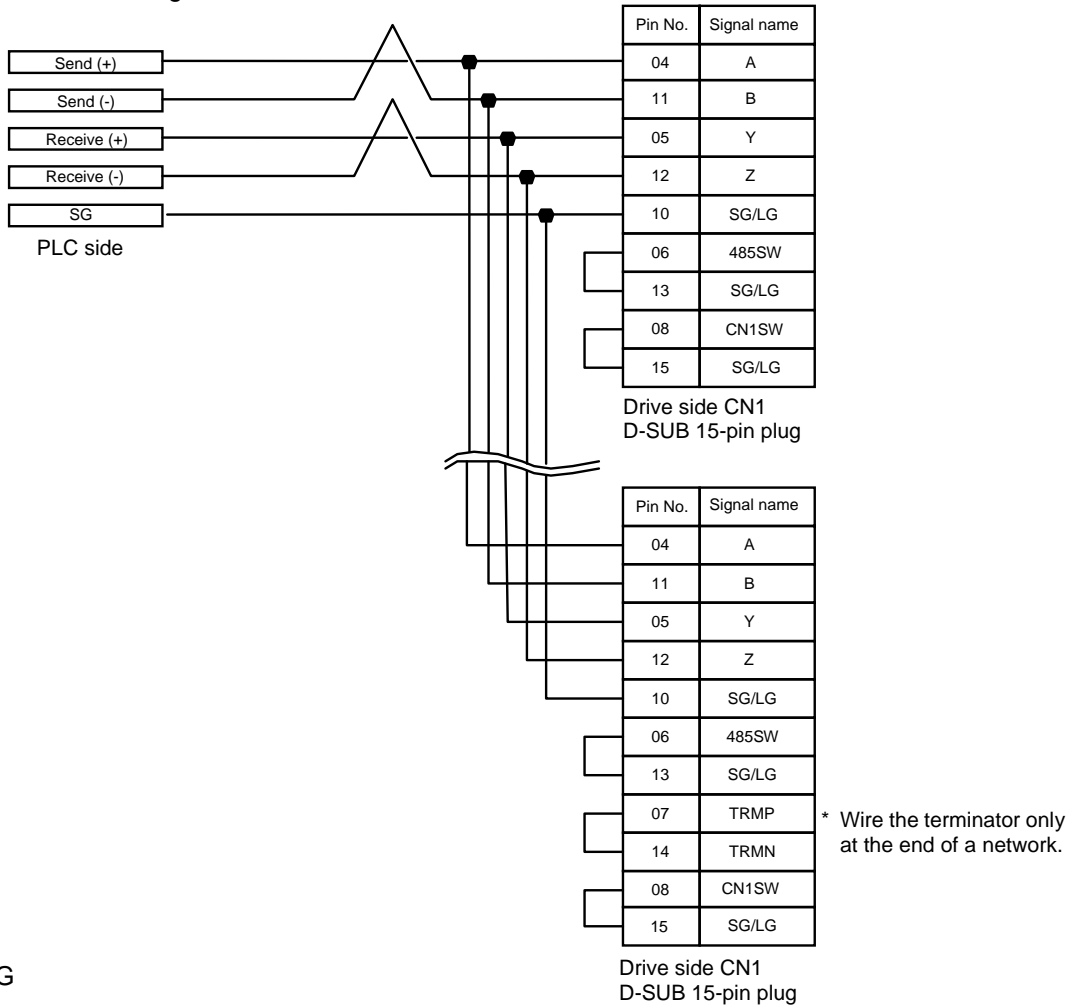 Pin No. Signal name
Send (+) 04 A
Send (-) 11 B
Receive (+) 05 Y
Receive (-) 12 Z
SG 10 SG/LG
PLC side
06 485SW
13 SG/LG
08 CN1SW
15 SG/LG
Drive side CN1
D-SUB 15-pin plug
Pin No. Signal name
04 A
11 B
05 Y
12 Z
10 SG/LG
06 485SW
13 SG/LG
07 TRMP
* Wire the terminator only
14 TRMN
at the end of a network.
08 CN1SW
15 SG/LG
Drive side CN1
D-SUB 15-pin plug
G